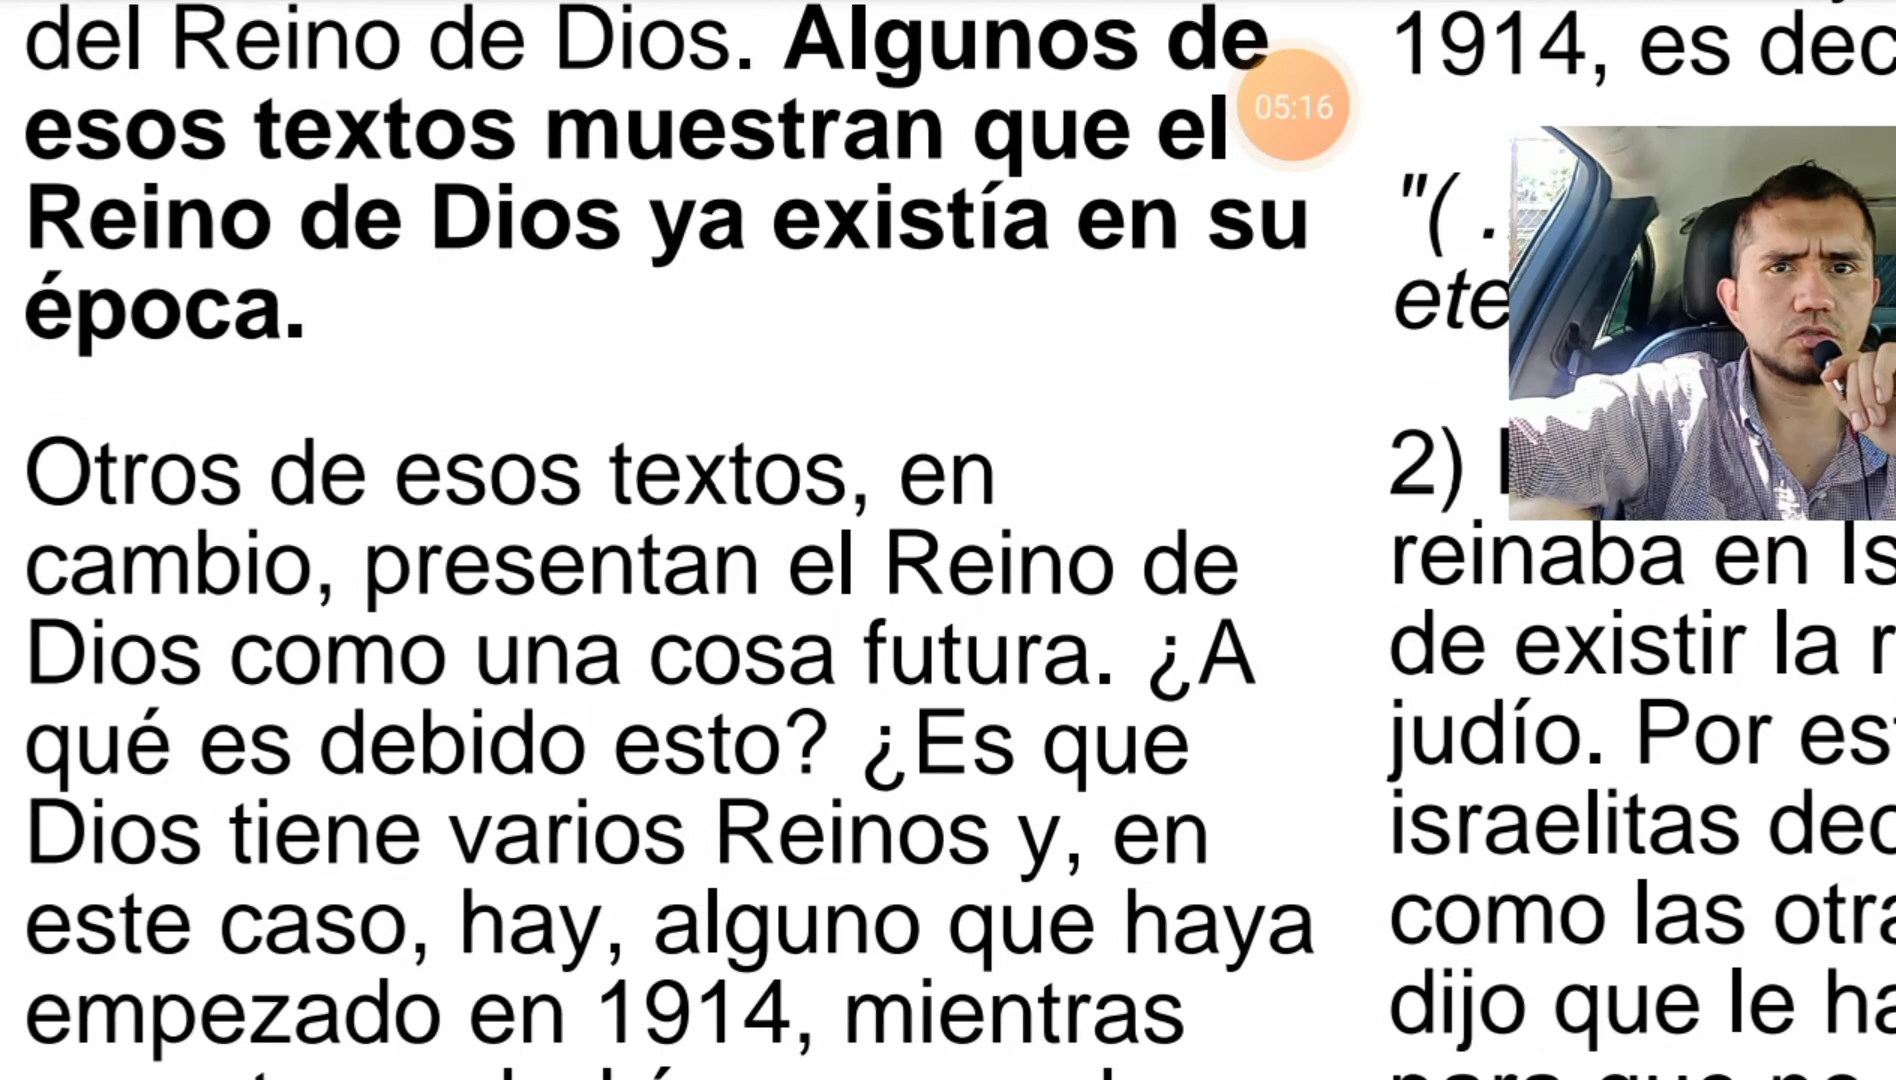 del Reino de Dios. Algunos de
esos textos muestran que el
Reino de Dios ya existía en su
época.
Otros de esos textos, en
cambio, presentan el Reino de
Dios como una cosa futura. ¿A
qué es debido esto? ¿Es que
Dios tiene varios Reinos y, en
este caso, hay, alguno que haya
empezado en 1914, mientras
05:16
1914, es dec
"( .
ete
2)
reinaba en Is
de existir la r
judío. Por es
israelitas dec
como las otra
dijo que le ha
para que no